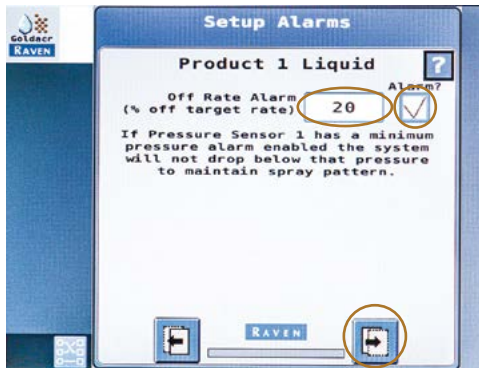 Setup Alarms
Goldacr
RAVEN
Product 1 Liquid
?
Alarm?
Off Rate Alarm
(% off target rate)
20
If Pressure Sensor 1 has a minimum
pressure alarm enabled the system
will not drop below that pressure
to maintain spray pattern.
RAVEN